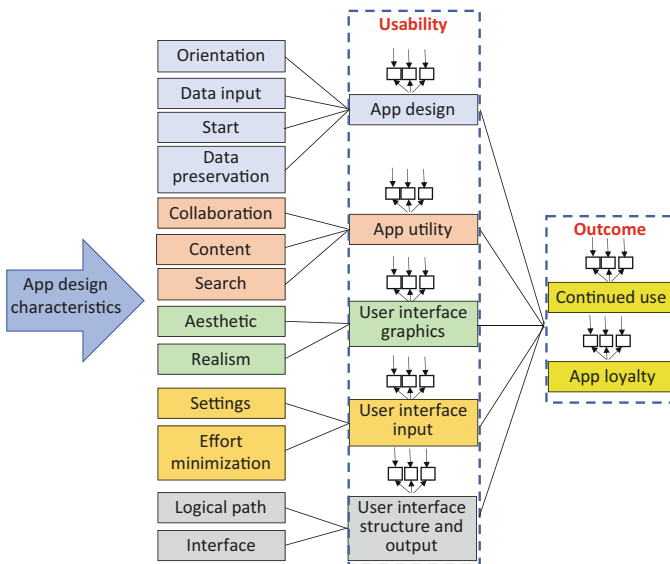 Usability
Orientation
Data input
App design
Start
Data
preservation
Collaboration
App utility
Content
Search
Outcome
App design
characteristics
Continued use
Aesthetic
User interface
graphics
Realism
App loyalty
Settings
User interface
input
Effort
minimization
Logical path
User interface
structure and
output
Interface